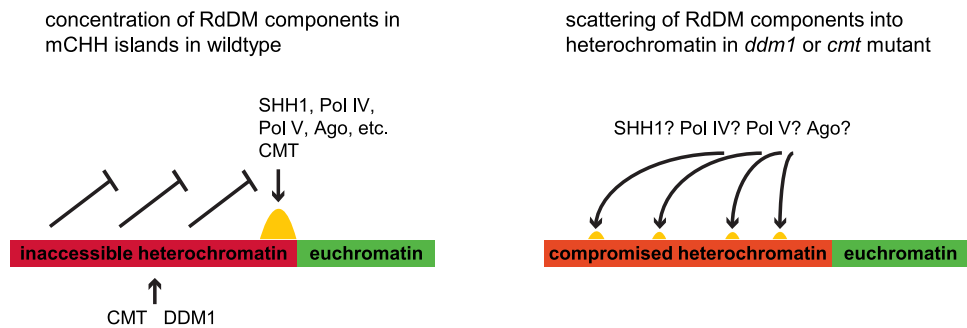 concentration of RdDM components in
mCHH islands in wildtype
SHH1, Pol IV,
Pol V, Ago, etc.
CMT
inaccessible heterochromatin
euchromatin
CMT DDM1
scattering of RdDM components into
heterochromatin in ddm1 or cmt mutant
SHH1? Pol IV? Pol V? Ago?
compromised heterochromatin
euchromatin